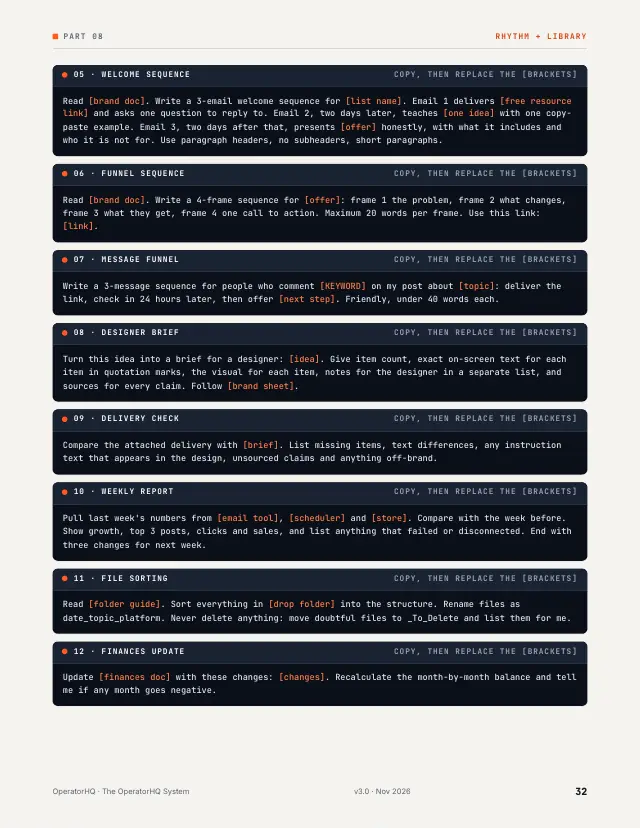 PART 08
RHYTHM + LIBRARY
05 · WELCOME SEQUENCE
COPY, THEN REPLACE THE [BRACKETS]
Read [brand doc]. Write a 3-email welcome sequence for [list name]. Email 1 delivers [free resource
link] and asks one question to reply to. Email 2, two days later, teaches [one idea] with one copy-
paste example. Email 3, two days after that, presents [offer] honestly, with what it includes and
who it is not for. Use paragraph headers, no subheaders, short paragraphs.
06 · FUNNEL SEQUENCE
COPY, THEN REPLACE THE [BRACKETS]
Read [brand doc]. Write a 4-frame sequence for [offer]: frame 1 the problem, frame 2 what changes,
frame 3 what they get, frame 4 one call to action. Maximum 20 words per frame. Use this link:
[link].
07 · MESSAGE FUNNEL
COPY, THEN REPLACE THE [BRACKETS]
Write a 3-message sequence for people who comment [KEYWORD] on my post about [topic]: deliver the
link, check in 24 hours later, then offer [next step]. Friendly, under 40 words each.
08 · DESIGNER BRIEF
COPY, THEN REPLACE THE [BRACKETS]
Turn this idea into a brief for a designer: [idea]. Give item count, exact on-screen text for each
item in quotation marks, the visual for each item, notes for the designer in a separate list, and
sources for every claim. Follow [brand sheet].
09 · DELIVERY CHECK
COPY, THEN REPLACE THE [BRACKETS]
Compare the attached delivery with [brief]. List missing items, text differences, any instruction
text that appears in the design, unsourced claims and anything off-brand.
10 · WEEKLY REPORT
COPY, THEN REPLACE THE [BRACKETS]
Pull last week's numbers from [email tool], [scheduler] and [store]. Compare with the week before.
Show growth, top 3 posts, clicks and sales, and list anything that failed or disconnected. End with
three changes for next week.
11 · FILE SORTING
COPY, THEN REPLACE THE [BRACKETS]
Read [folder guide]. Sort everything in [drop folder] into the structure. Rename files as
date_topic_platform. Never delete anything: move doubtful files to _To_Delete and list them for me.
12 · FINANCES UPDATE
COPY, THEN REPLACE THE [BRACKETS]
Update [finances doc] with these changes: [changes]. Recalculate the month-by-month balance and tell
me if any month goes negative.
OperatorHQ · The OperatorHQ System
v3.0 · Nov 2026
32